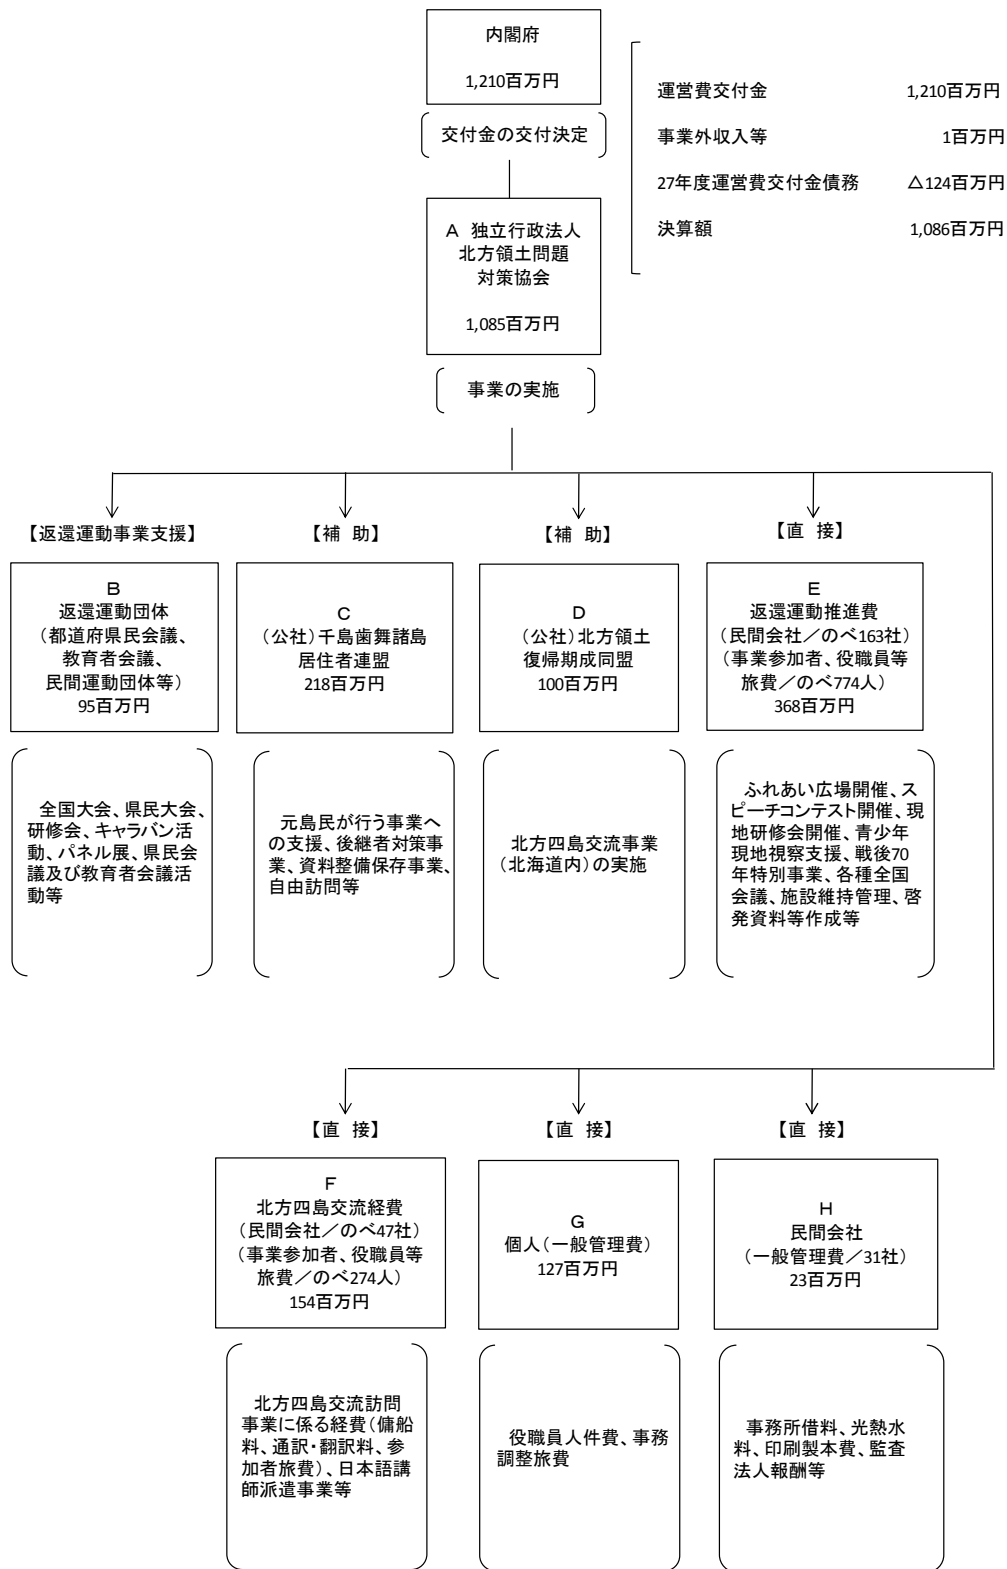 内閣府
1,210百万円
交付金の交付決定
運営費交付金 1,210百万円
事業外収入等 1百万円
27年度運営費交付金債務 △124百万円
決算額 1,086百万円
A 独立行政法人
北方領土問題
対策協会
1,085百万円
事業の実施
【返還運動事業支援】
B
返還運動団体
(都道府県民会議、
教育者会議、
民間運動団体等)
95百万円
全国大会、県民大会、
研修会、キャラバン活
動、パネル展、県民会
議及び教育者会議活
動等
【補 助】
C
(公社)千島歯舞諸島
居住者連盟
218百万円
元島民が行う事業へ
の支援、後継者対策事
業、資料整備保存事業、
自由訪問等
【補 助】
D
(公社)北方領土
復帰期成同盟
100百万円
北方四島交流事業
(北海道内)の実施
【直 接】
E
返還運動推進費
(民間会社/のべ163社)
(事業参加者、役職員等
旅費/のべ774人)
368百万円
ふれあい広場開催、ス
ピーチコンテスト開催、現
地研修会開催、青少年
現地視察支援、戦後70
年特別事業、各種全国
会議、施設維持管理、啓
発資料等作成等
【直 接】
F
北方四島交流経費
(民間会社/のべ47社)
(事業参加者、役職員等
旅費/のべ274人)
154百万円
北方四島交流訪問
事業に係る経費(傭船
料、通訳・翻訳料、参
加者旅費)、日本語講
師派遣事業等
【直 接】
G
個人(一般管理費)
127百万円
役職員人件費、事務
調整旅費
【直 接】
H
民間会社
(一般管理費/31社)
23百万円
事務所借料、光熱水
料、印刷製本費、監査
法人報酬等